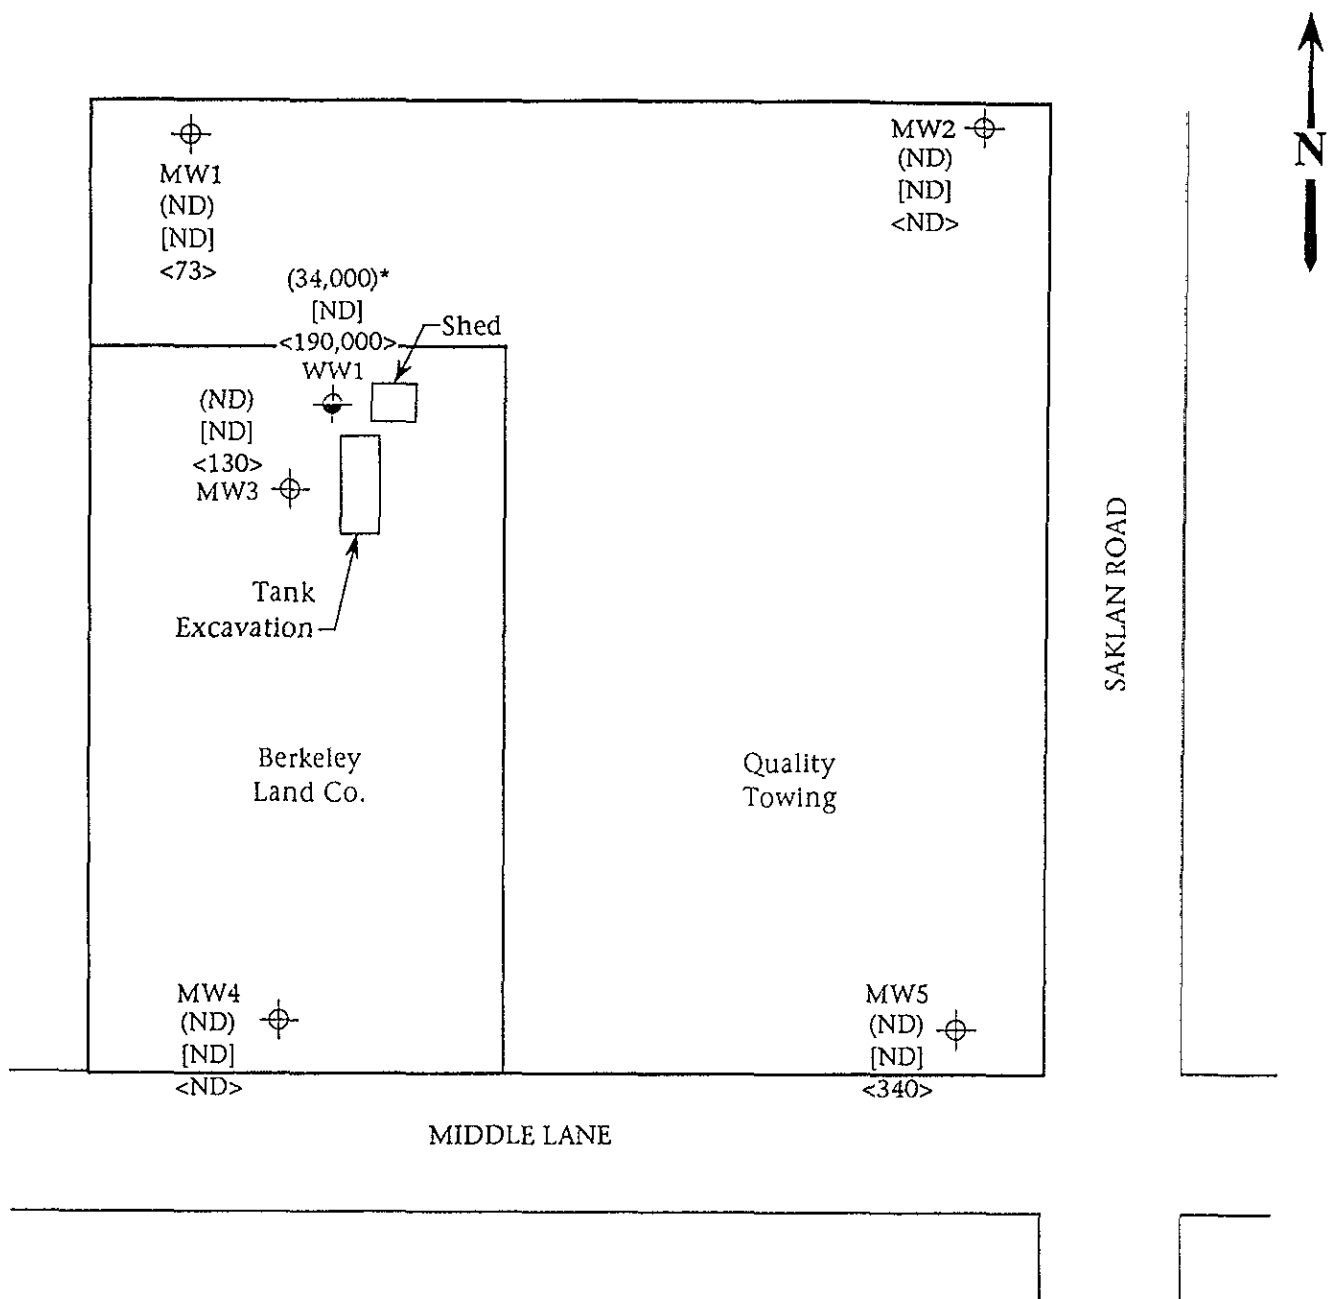 N
MW1
(ND)
[ND]
<73>
MW2
(ND)
[ND]
<ND>
(34,000)*
[ND]
<190,000>
WW1
Shed
(ND)
[ND]
<130>
MW3
Tank
Excavation
SAKLAN ROAD
Berkeley
Land Co.
Quality
Towing
MW4
(ND)
[ND]
<ND>
MW5
(ND)
[ND]
<340>
MIDDLE LANE